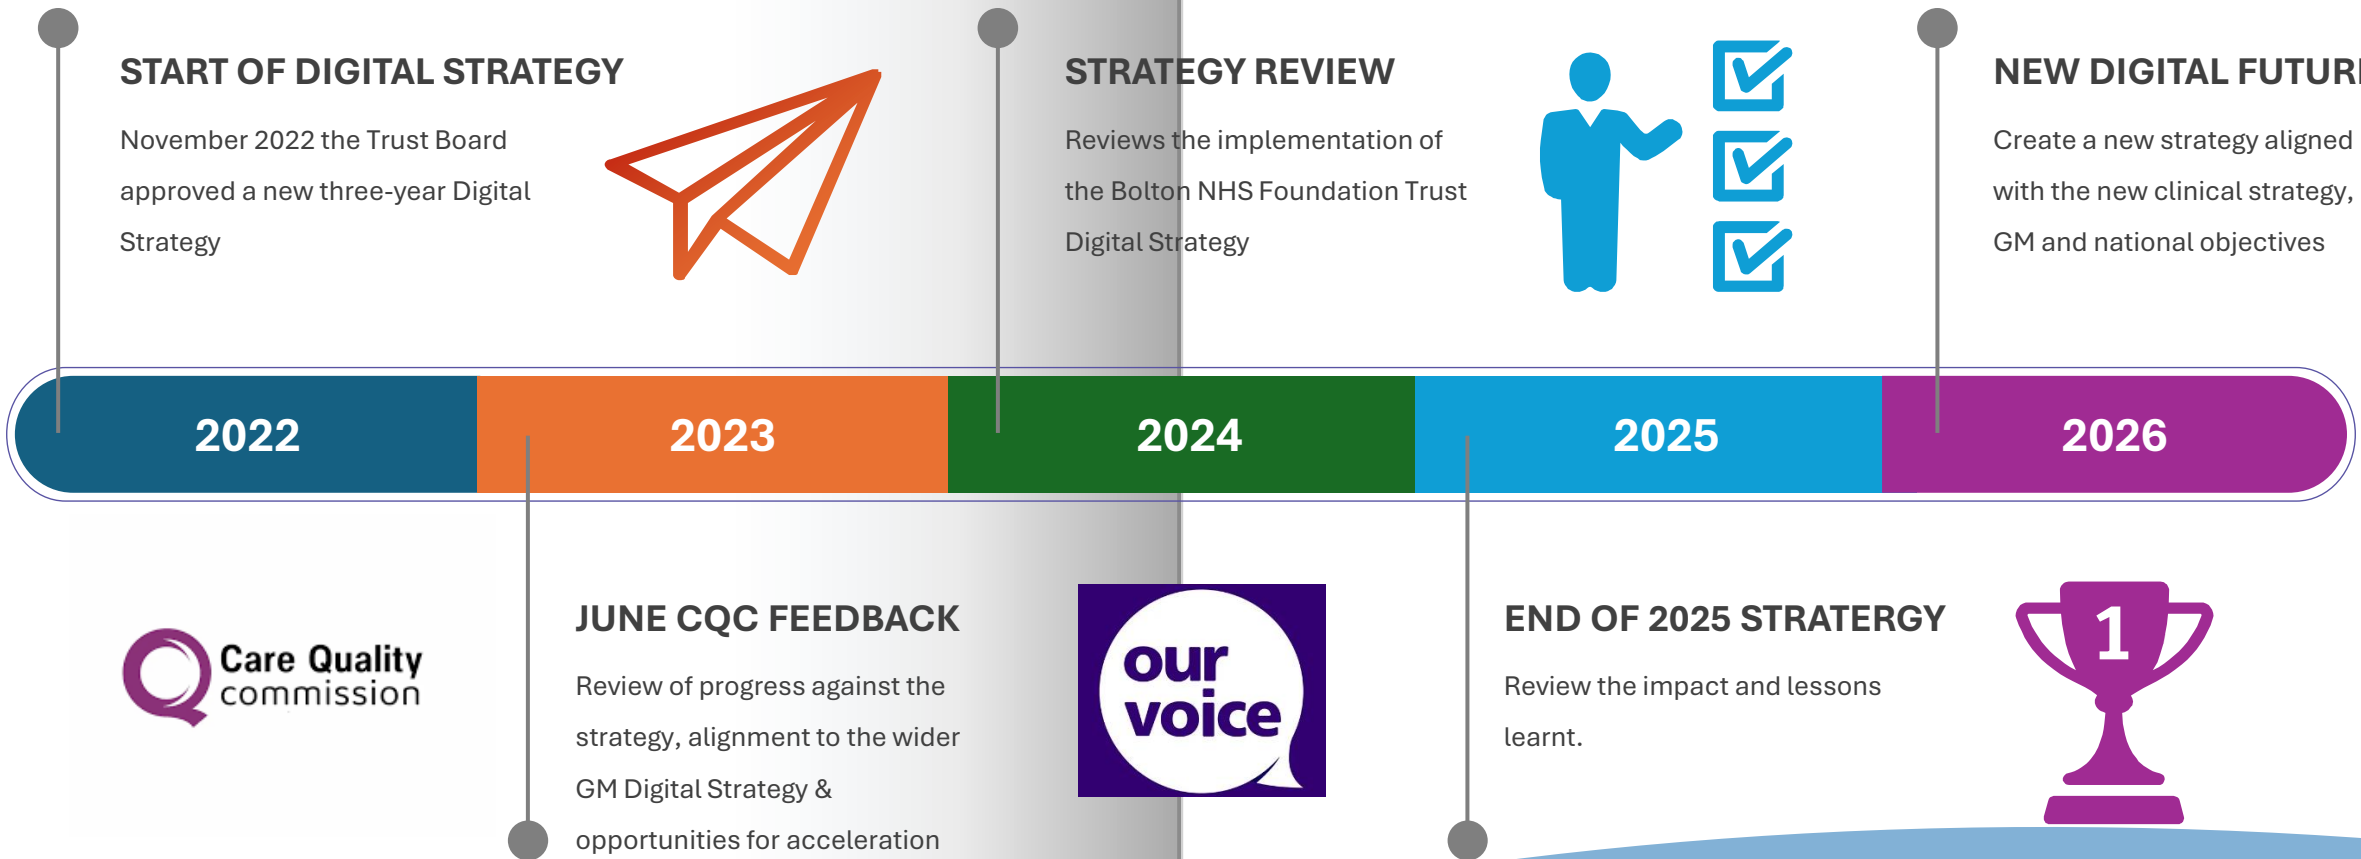 START OF DIGITAL STRATEGY
November 2022 the Trust Board
approved a new three-year Digital
Strategy
STRATEGY REVIEW
Reviews the implementation of
the Bolton NHS Foundation Trust
Digital Strategy
NEW DIGITAL
Create a new strategy aligned
with the new clinical strategy,
GM and national objectives
2022
2023
2024
2025
2026
Care Quality
commission
JUNE CQC FEEDBACK
Review of progress against the
strategy, alignment to the wider
GM Digital Strategy &
opportunities for acceleration
our
voice
END OF 2025 STRATERGY
Review the impact and lessons
learnt.
1